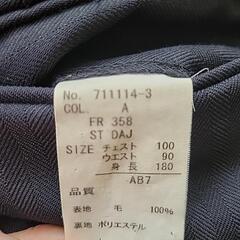 No. 711114-3
COL. A
FR 358
ST DAJ
SIZE チェスト 100
ウエスト 90
身長 180
AB7
品質
表地 毛 100%
裏地 ポリエステル